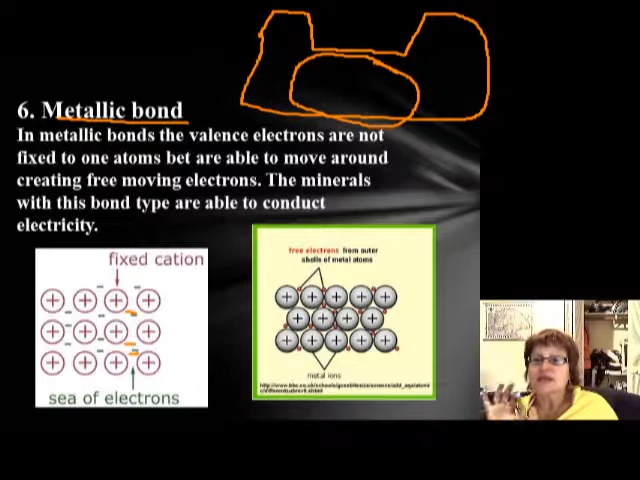 6. Metallic bond
In metallic bonds the valence electrons are not
fixed to one atoms bet are able to move around
creating free moving electrons. The minerals
with this bond type are able to conduct
electricity.
fixed cation
sea of electrons
free electrons from outer
shells of metal atoms
metal ions